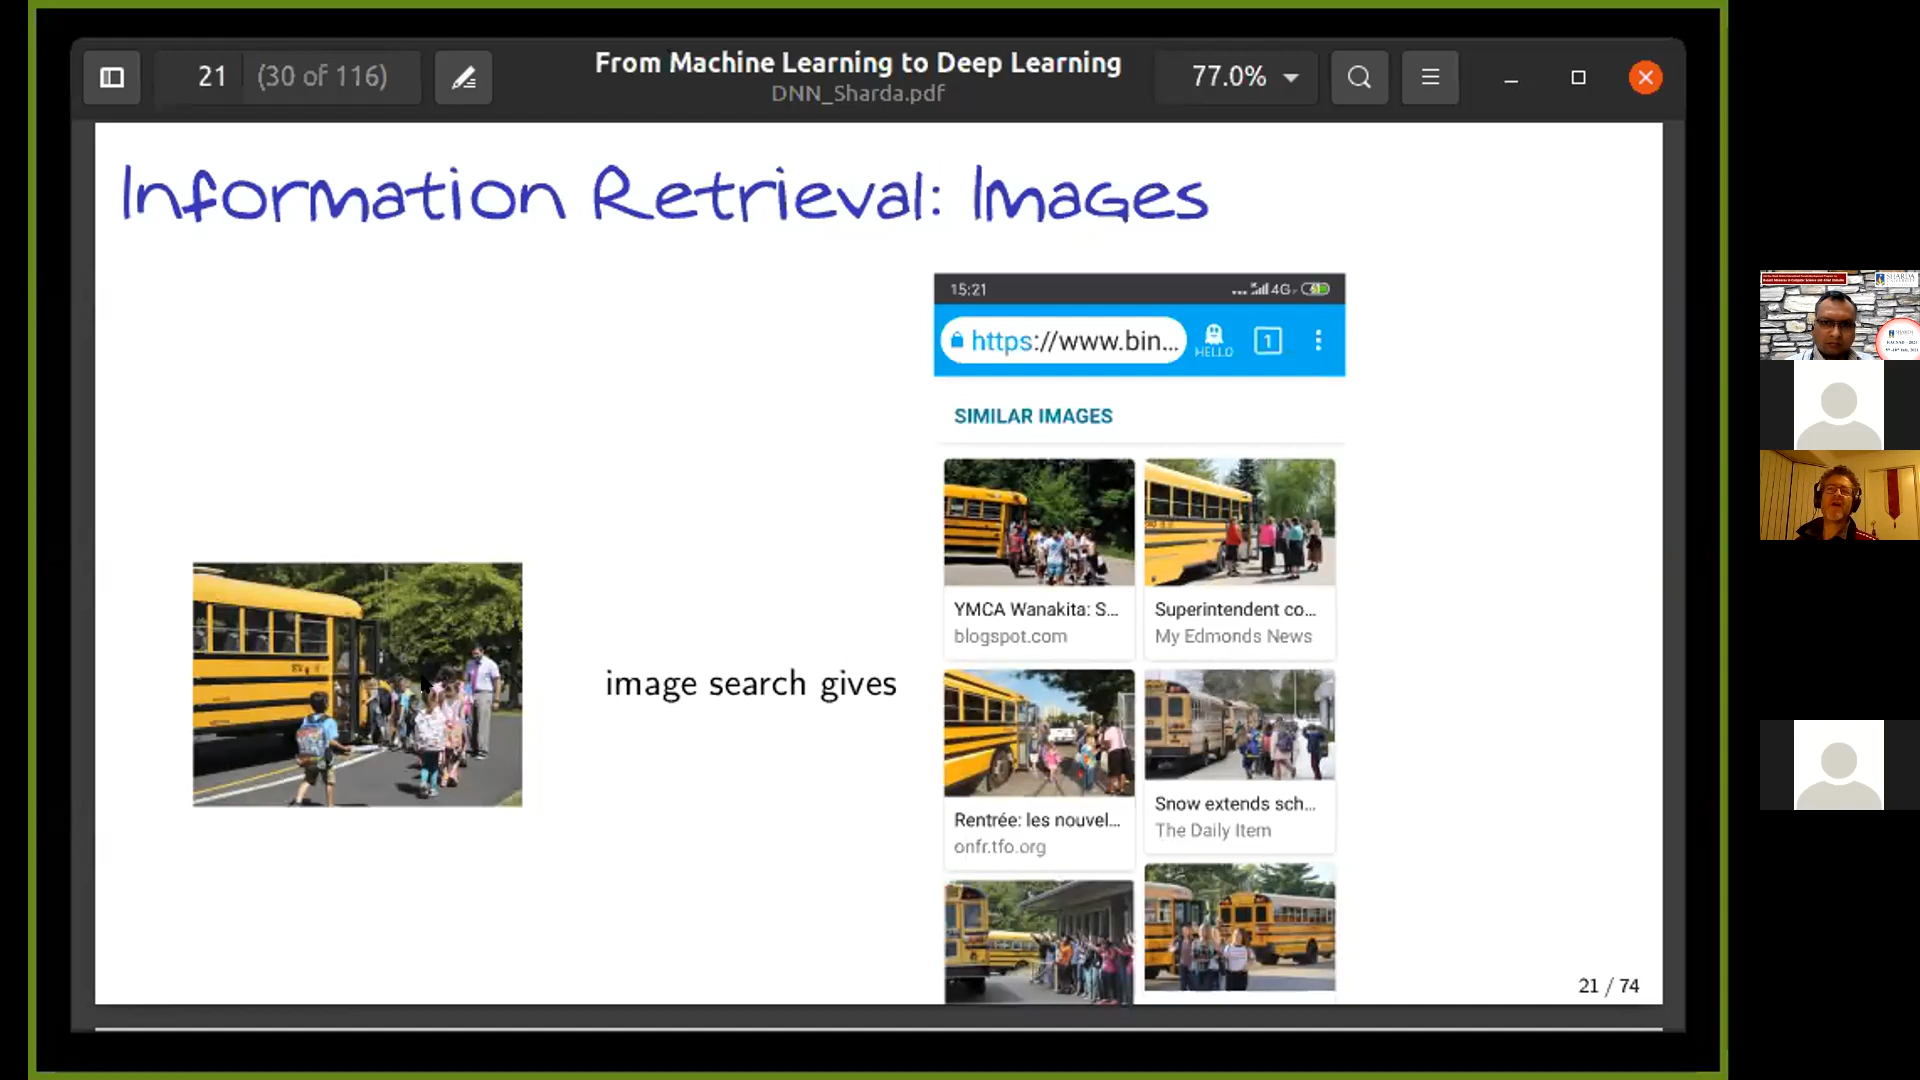 21 (30 of 116)
From Machine Learning to Deep Learning
DNN_Sharda.pdf
77.0%
Information Retrieval: Images
15:21
4G
https://www.bin...
HELLO
1
SIMILAR IMAGES
YMCA Wanakita: S...
blogspot.com
Superintendent co...
My Edmonds News
image search gives
Rentrée: les nouvel...
onfr.tfo.org
Snow extends sch...
The Daily Item
21 / 74
SHARDA